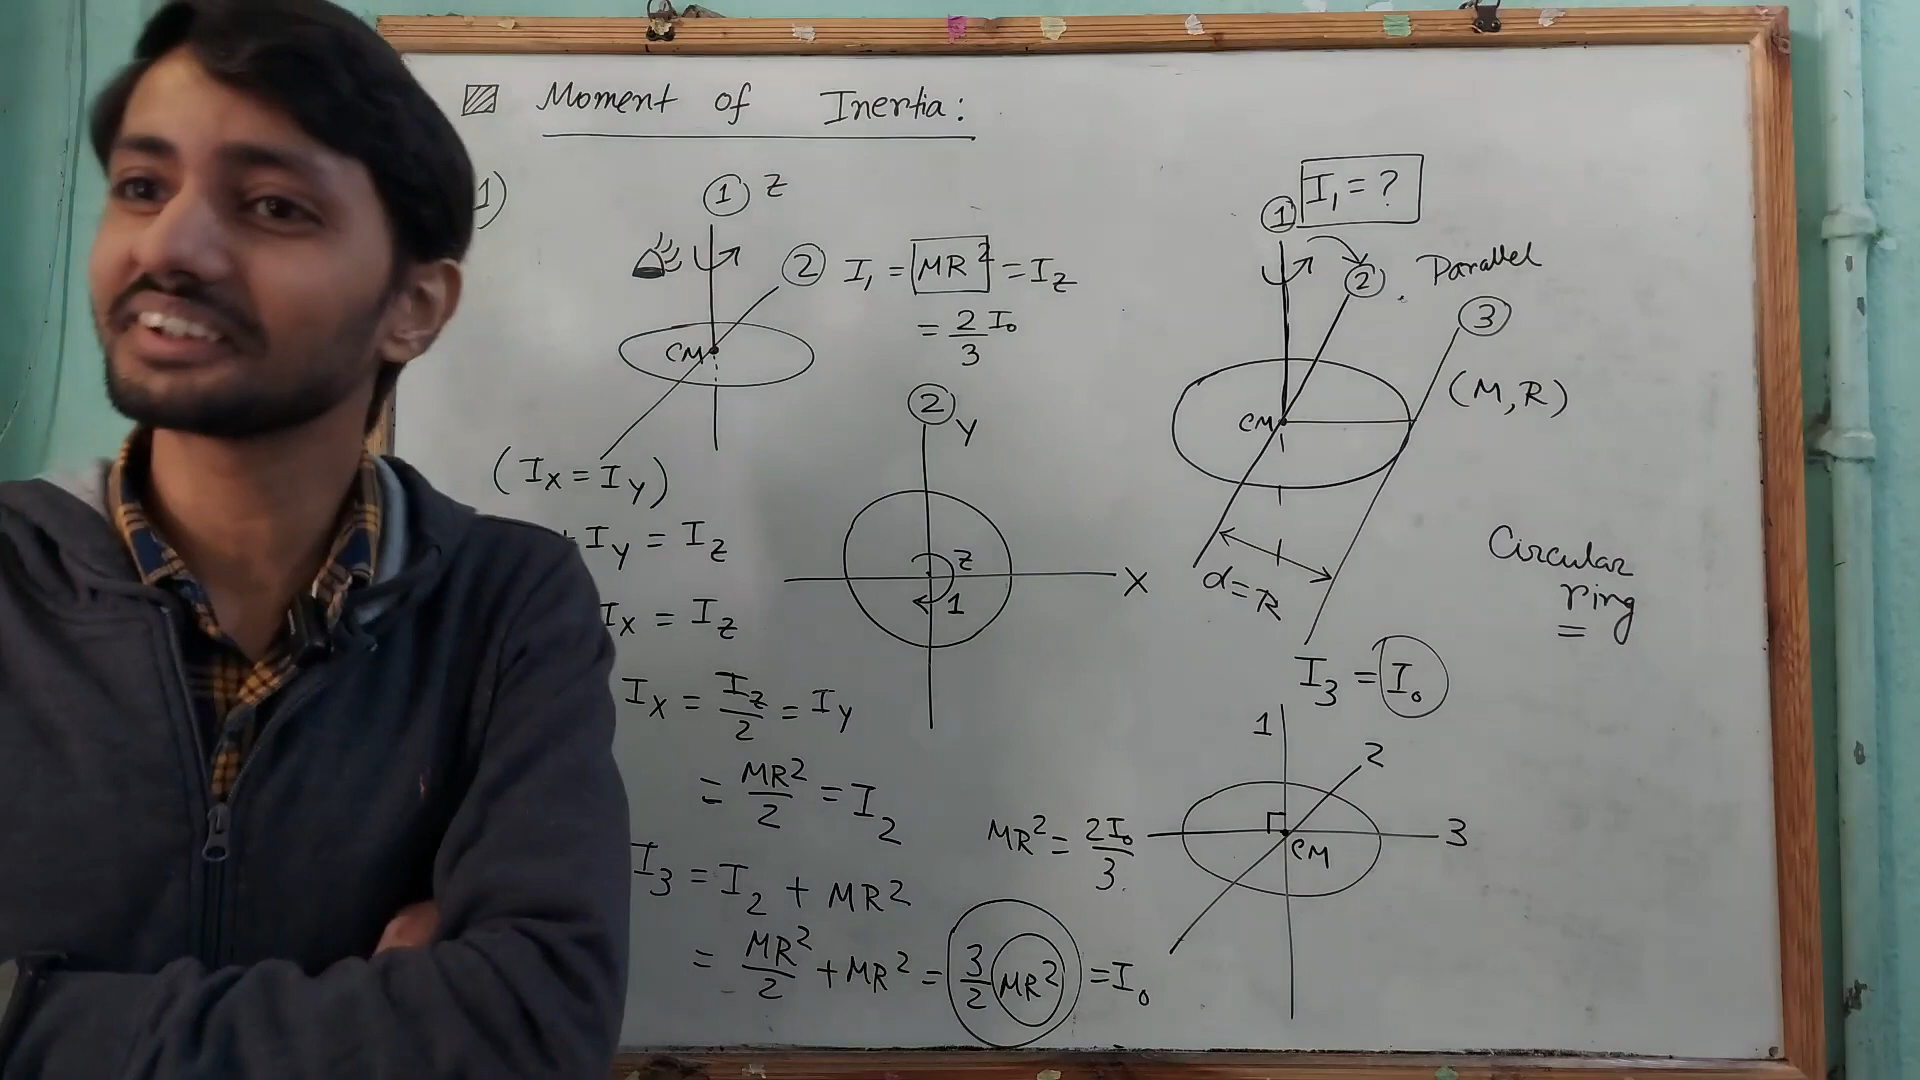 Moment of Inertia:
1)
① Z
②
I₁ = MR² = I_Z
= 2/3 I₀
CM
(I_X = I_Y)
+ I_Y = I_Z
I_X = I_Z
I_X = I_Z/2 = I_Y
= MR²/2 = I₂
I₃ = I₂ + MR²
= MR²/2 + MR² = 3/2 MR² = I₀
② Y
Z
1
X
I₁ = ?
①
② Parallel
③
(M, R)
CM
d = R
I₃ = I₀
Circular
ring
=
1
2
MR² = 2I₀/3.
3
CM